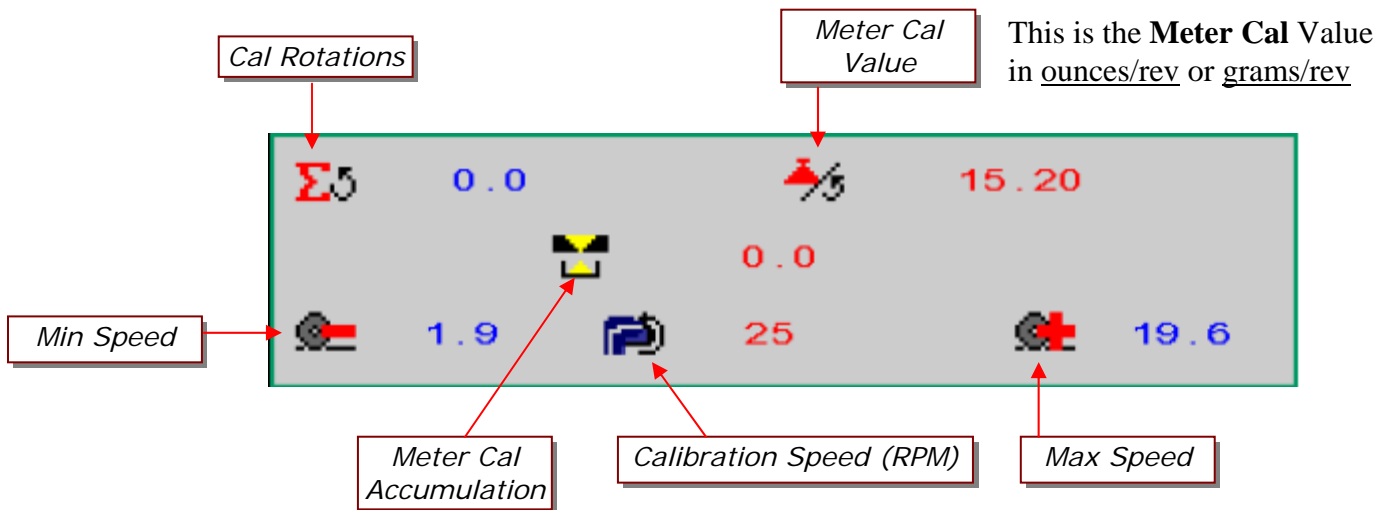 Cal Rotations
Meter Cal
Value
This is the Meter Cal Value
in ounces/rev or grams/rev
Σ 0.0 15.20
0.0
Min Speed
1.9 25 19.6
Meter Cal
Accumulation
Calibration Speed (RPM)
Max Speed